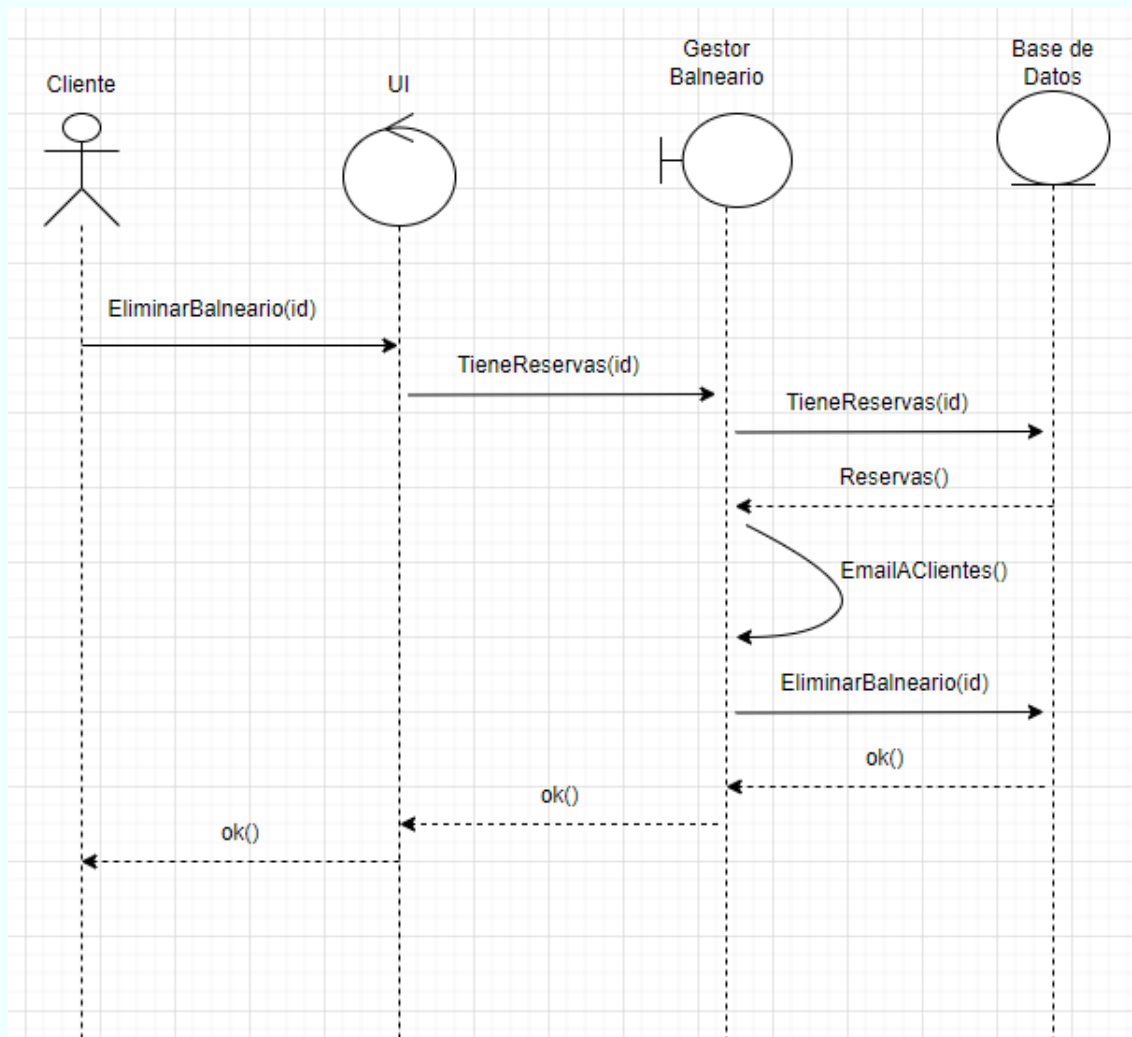 Cliente
UI
Gestor
Balneario
Base de
Datos
EliminarBalneario(id)
TieneReservas(id)
TieneReservas(id)
Reservas()
EmailAClientes()
EliminarBalneario(id)
ok()
ok()
ok()